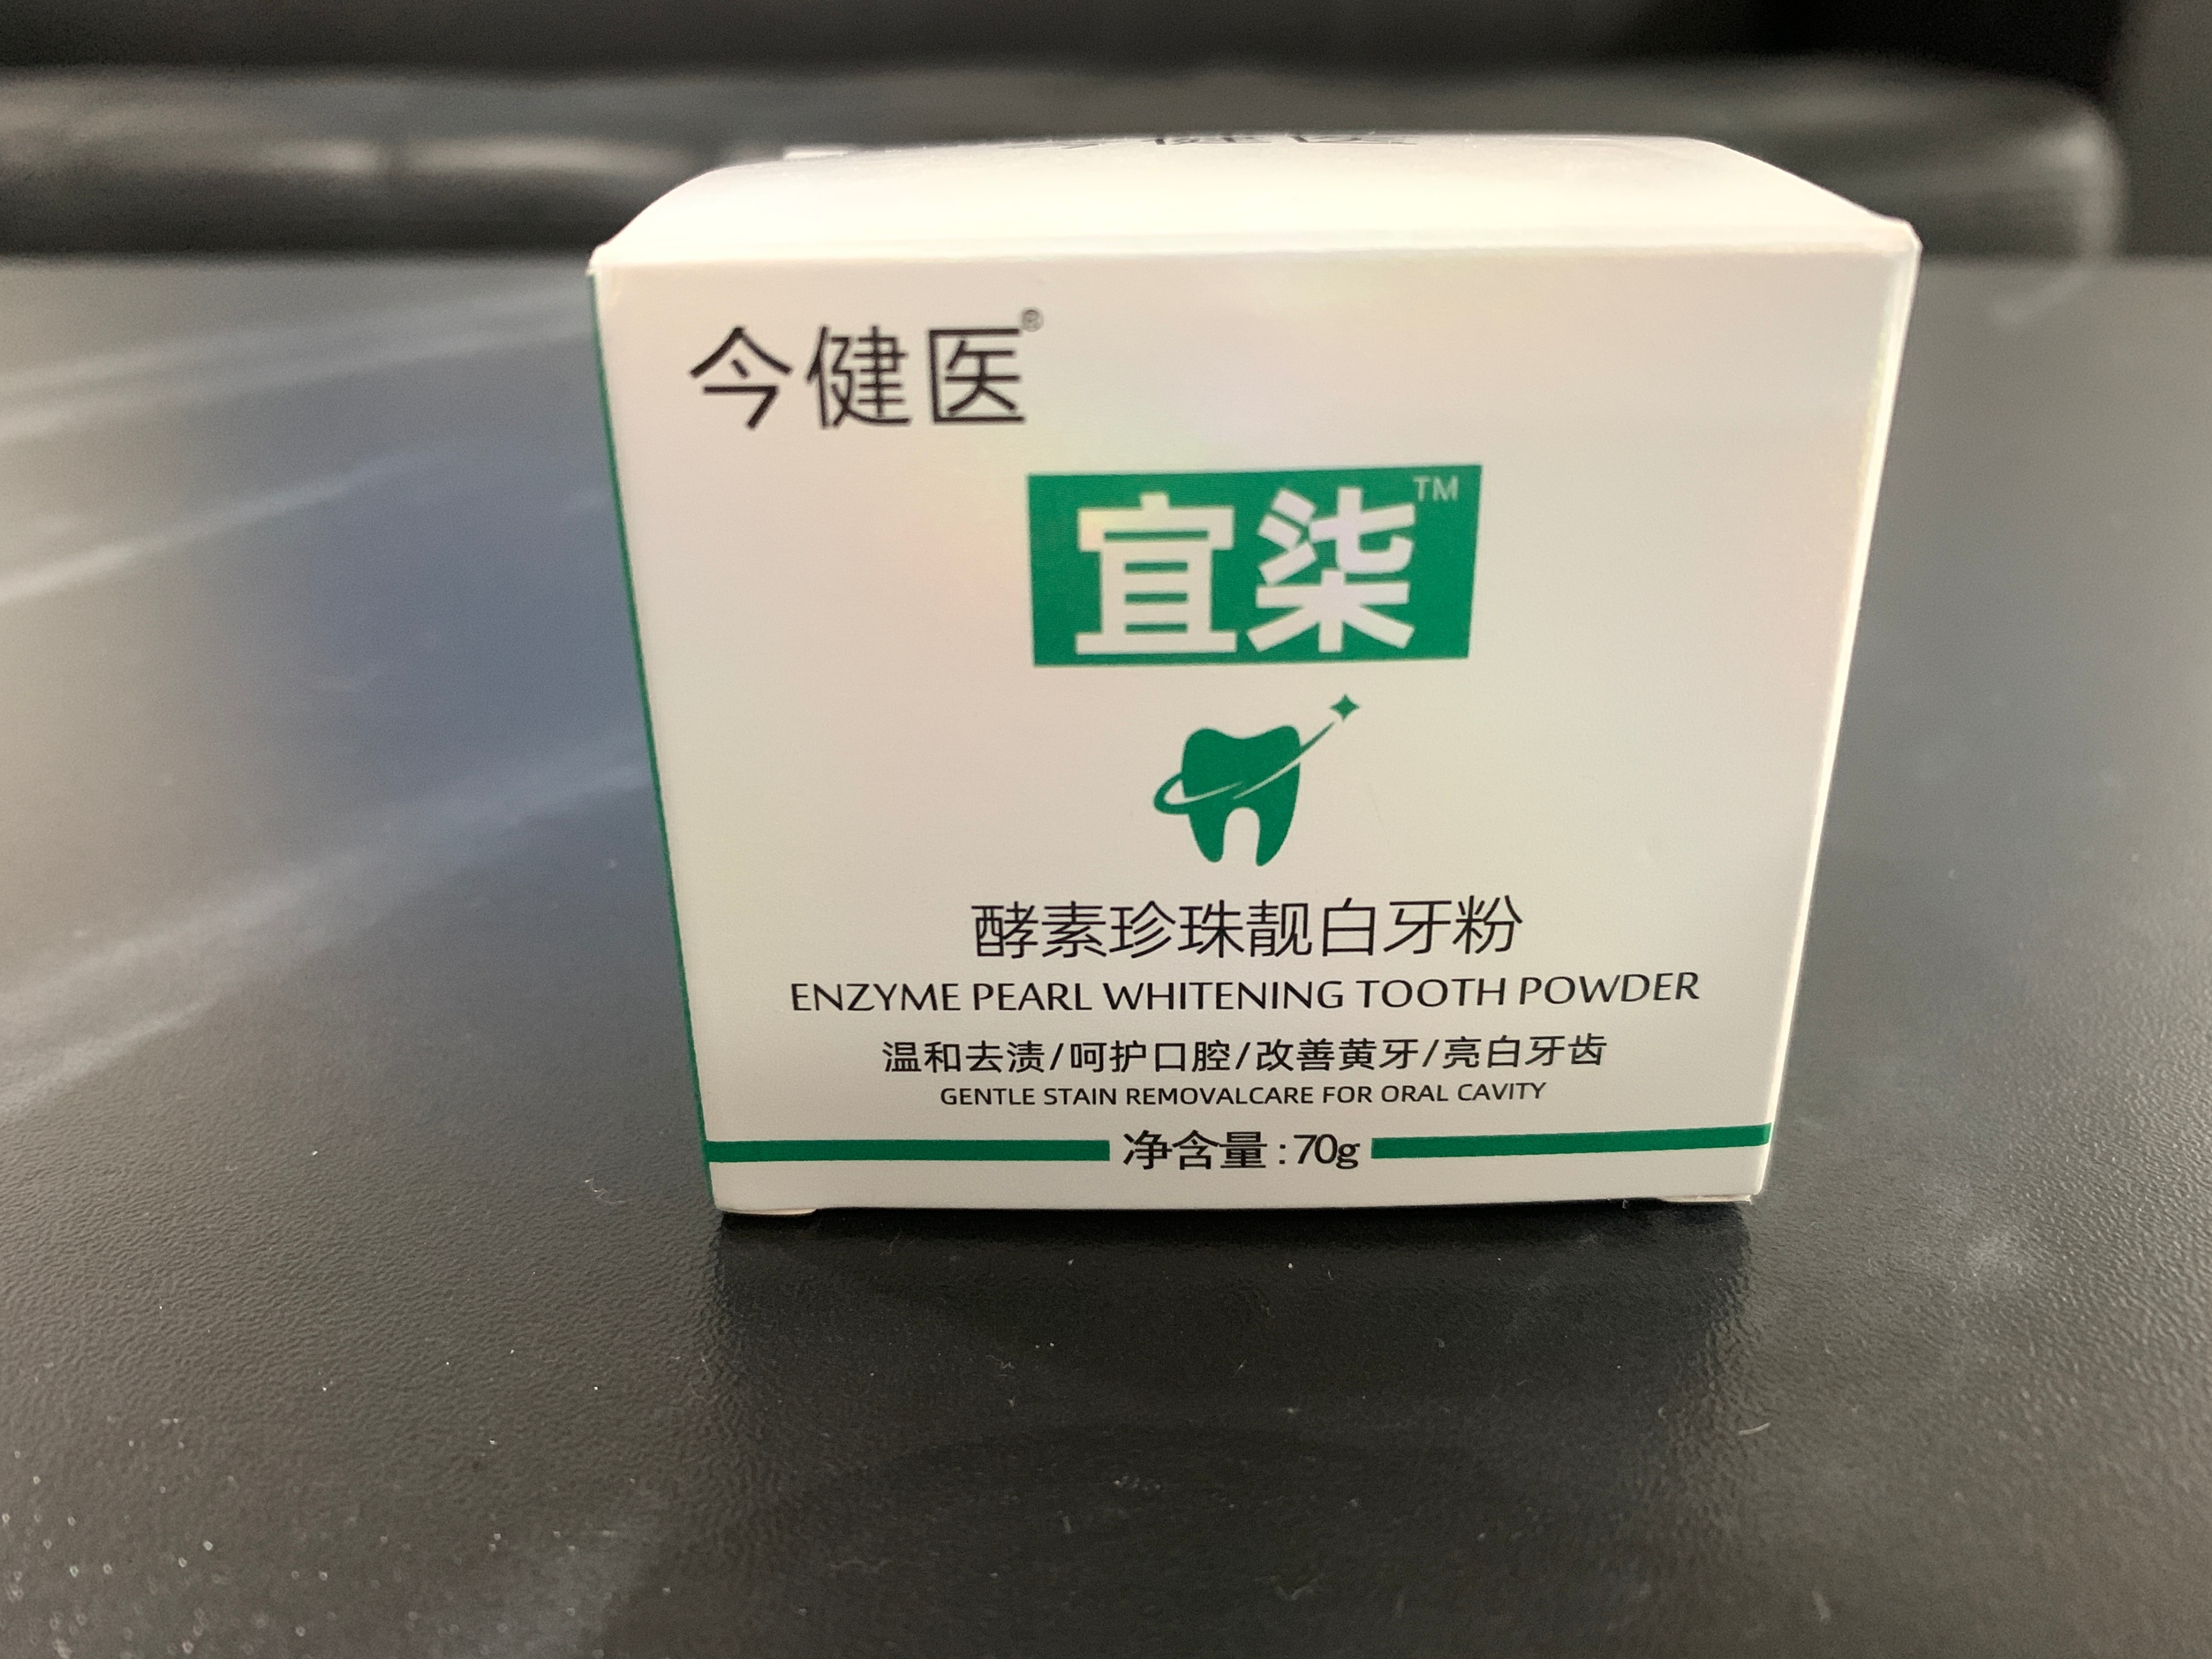 今健医®
宜柒™
酵素珍珠靓白牙粉
ENZYME PEARL WHITENING TOOTH POWDER
温和去渍/呵护口腔/改善黄牙/亮白牙齿
GENTLE STAIN REMOVALCARE FOR ORAL CAVITY
净含量:70g